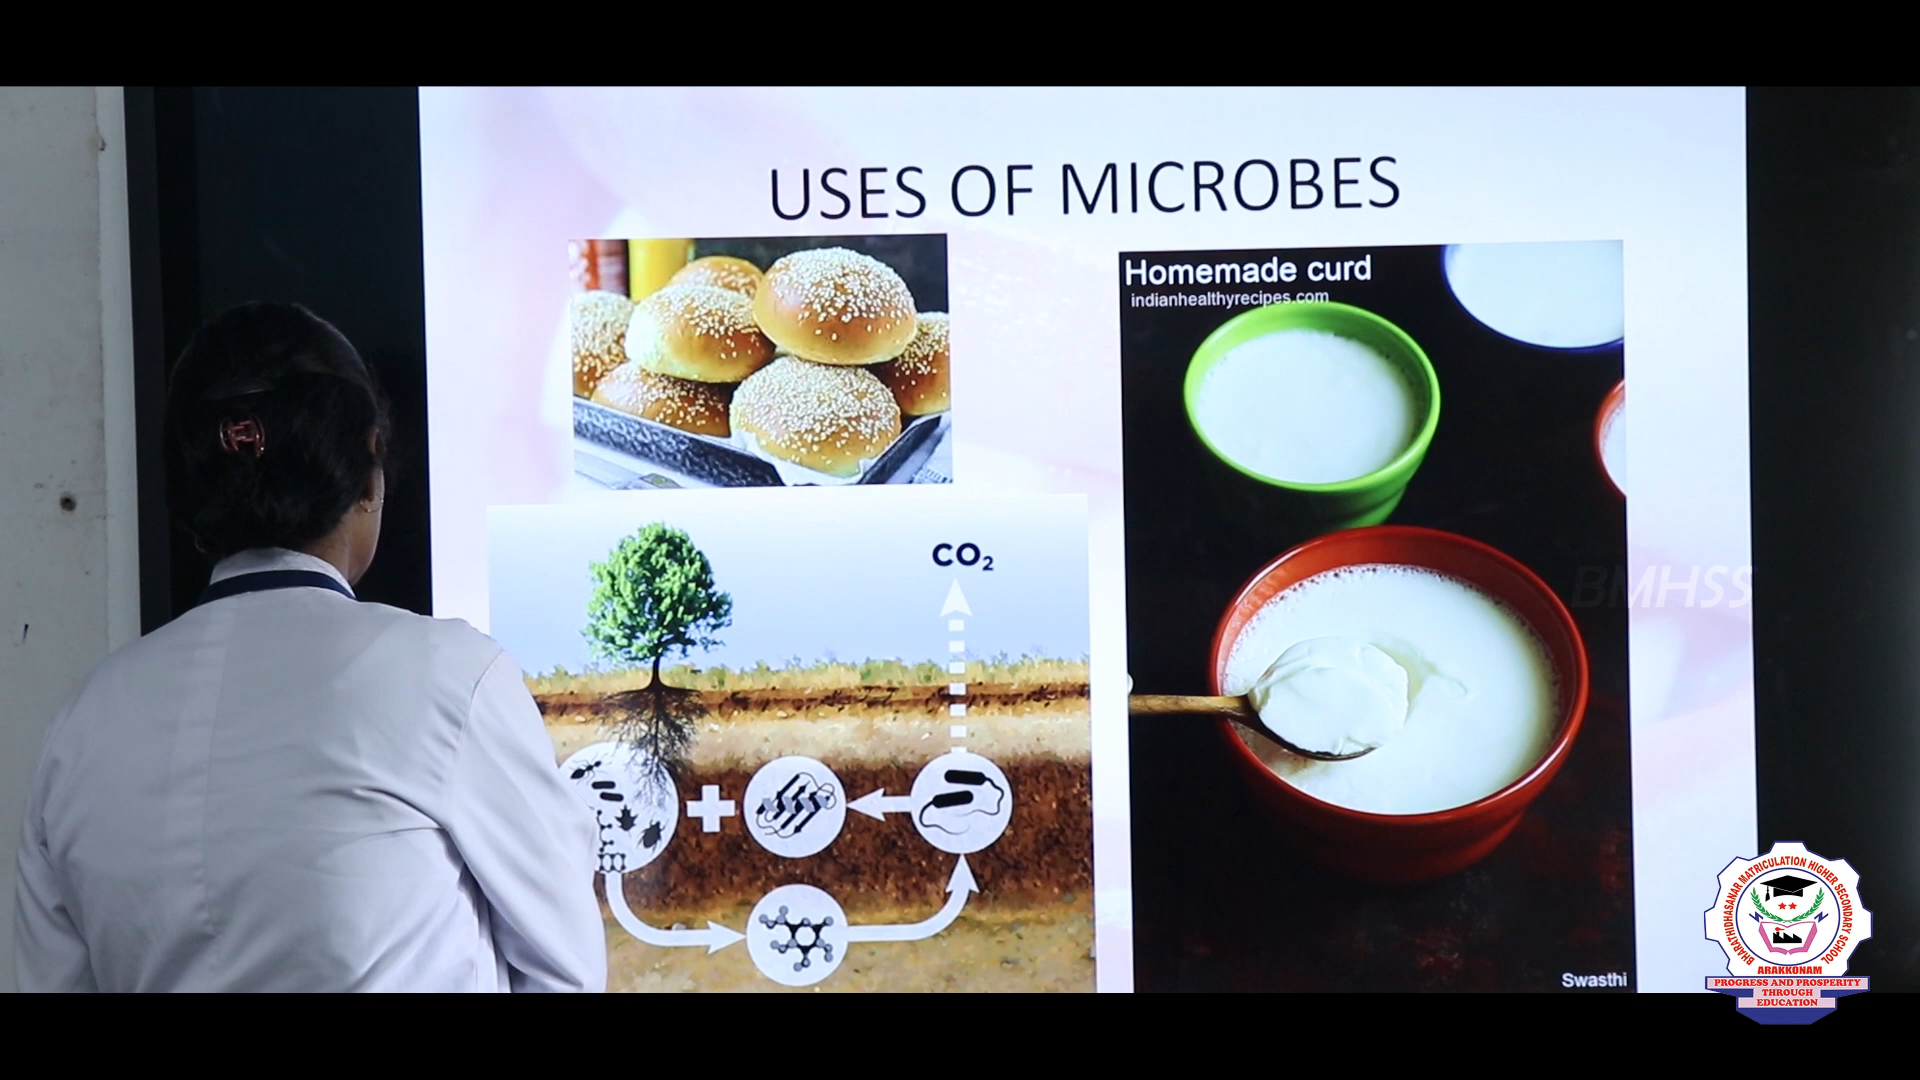 USES OF MICROBES
Homemade curd
indianhealthyrecipes.com
CO₂
BMHSS
Swasthi
BHARATHIDHASANAR MATRICULATION HIGHER SECONDARY SCHOOL
ARAKKONAM
PROGRESS AND PROSPERITY
THROUGH
EDUCATION